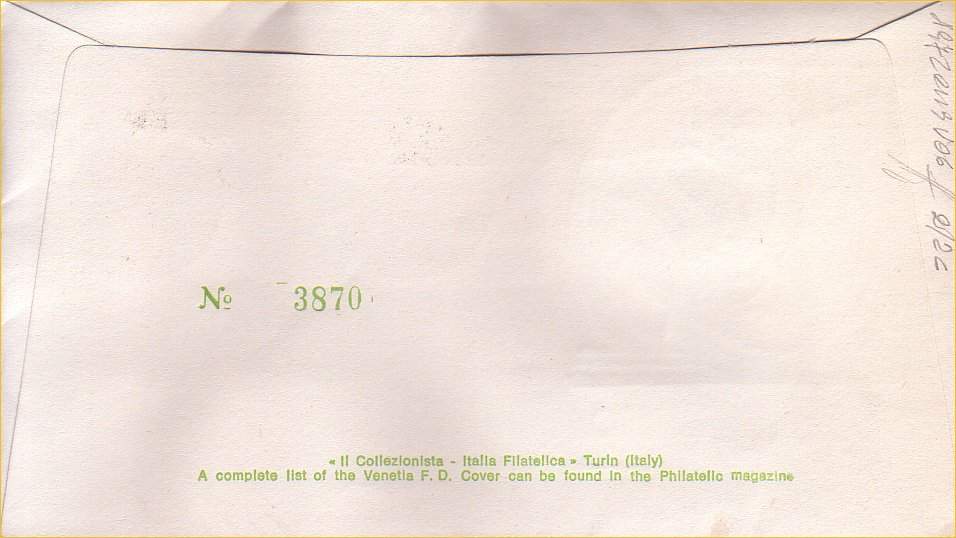 Nº 3870
« Il Collezionista - Italia Filatelica » Turin (Italy)
A complete list of the Venetia F. D. Cover can be found in the Philatelic magazine